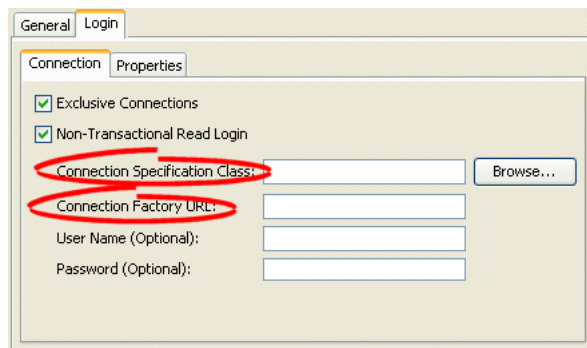 General Login
Connection Properties
Exclusive Connections
Non-Transactional Read Login
Connection Specification Class: Browse...
Connection Factory URL:
User Name (Optional):
Password (Optional):